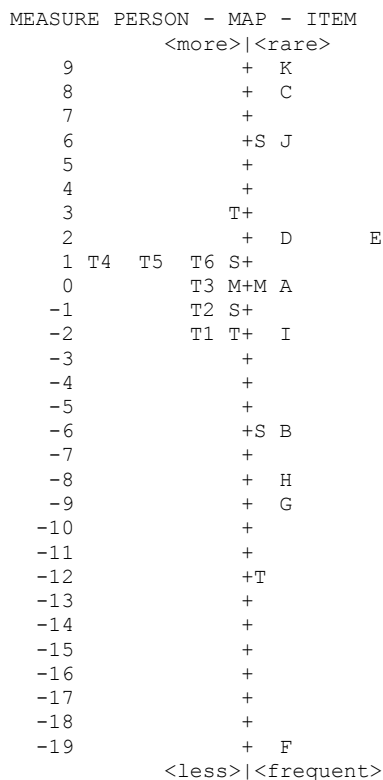 MEASURE PERSON - MAP - ITEM
<more>|<rare>
9 + K
8 + C
7 +
6 +S J
5 +
4 +
3 T+
2 + D E
1 T4 T5 T6 S+
0 T3 M+M A
-1 T2 S+
-2 T1 T+ I
-3 +
-4 +
-5 +
-6 +S B
-7 +
-8 + H
-9 + G
-10 +
-11 +
-12 +T
-13 +
-14 +
-15 +
-16 +
-17 +
-18 +
-19 + F
<less>|<frequent>